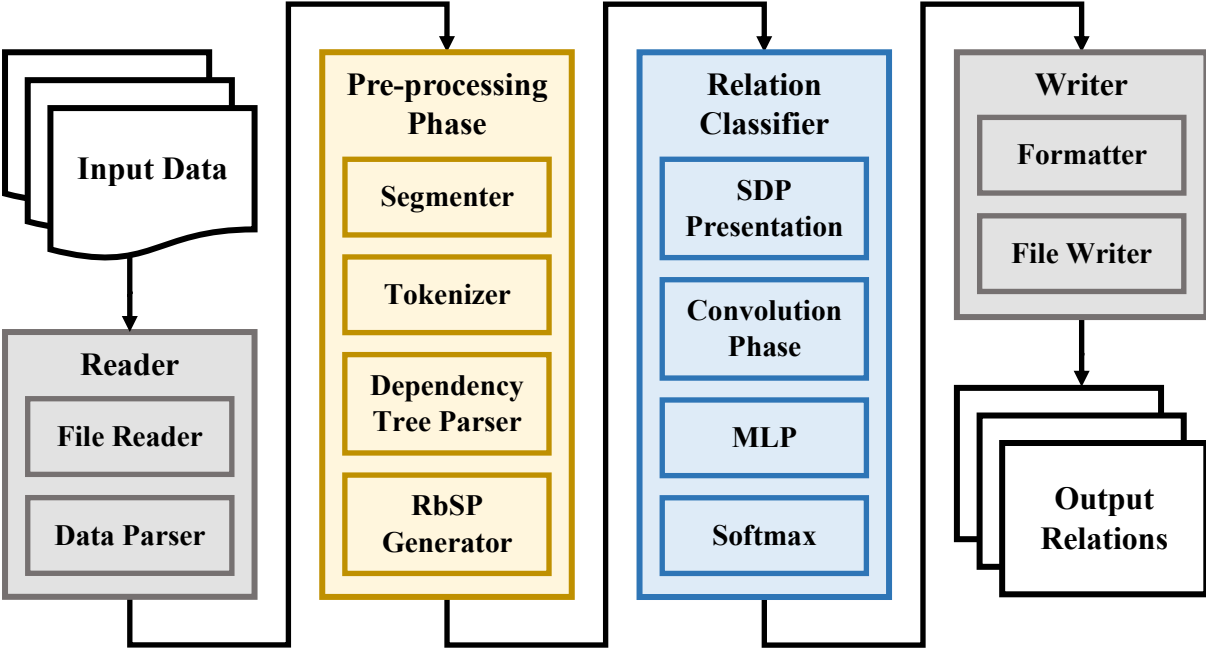 Input Data
Reader
File Reader
Data Parser
Pre-processing
Phase
Segmenter
Tokenizer
Dependency
Tree Parser
RbSP
Generator
Relation
Classifier
SDP
Presentation
Convolution
Phase
MLP
Softmax
Writer
Formatter
File Writer
Output
Relations